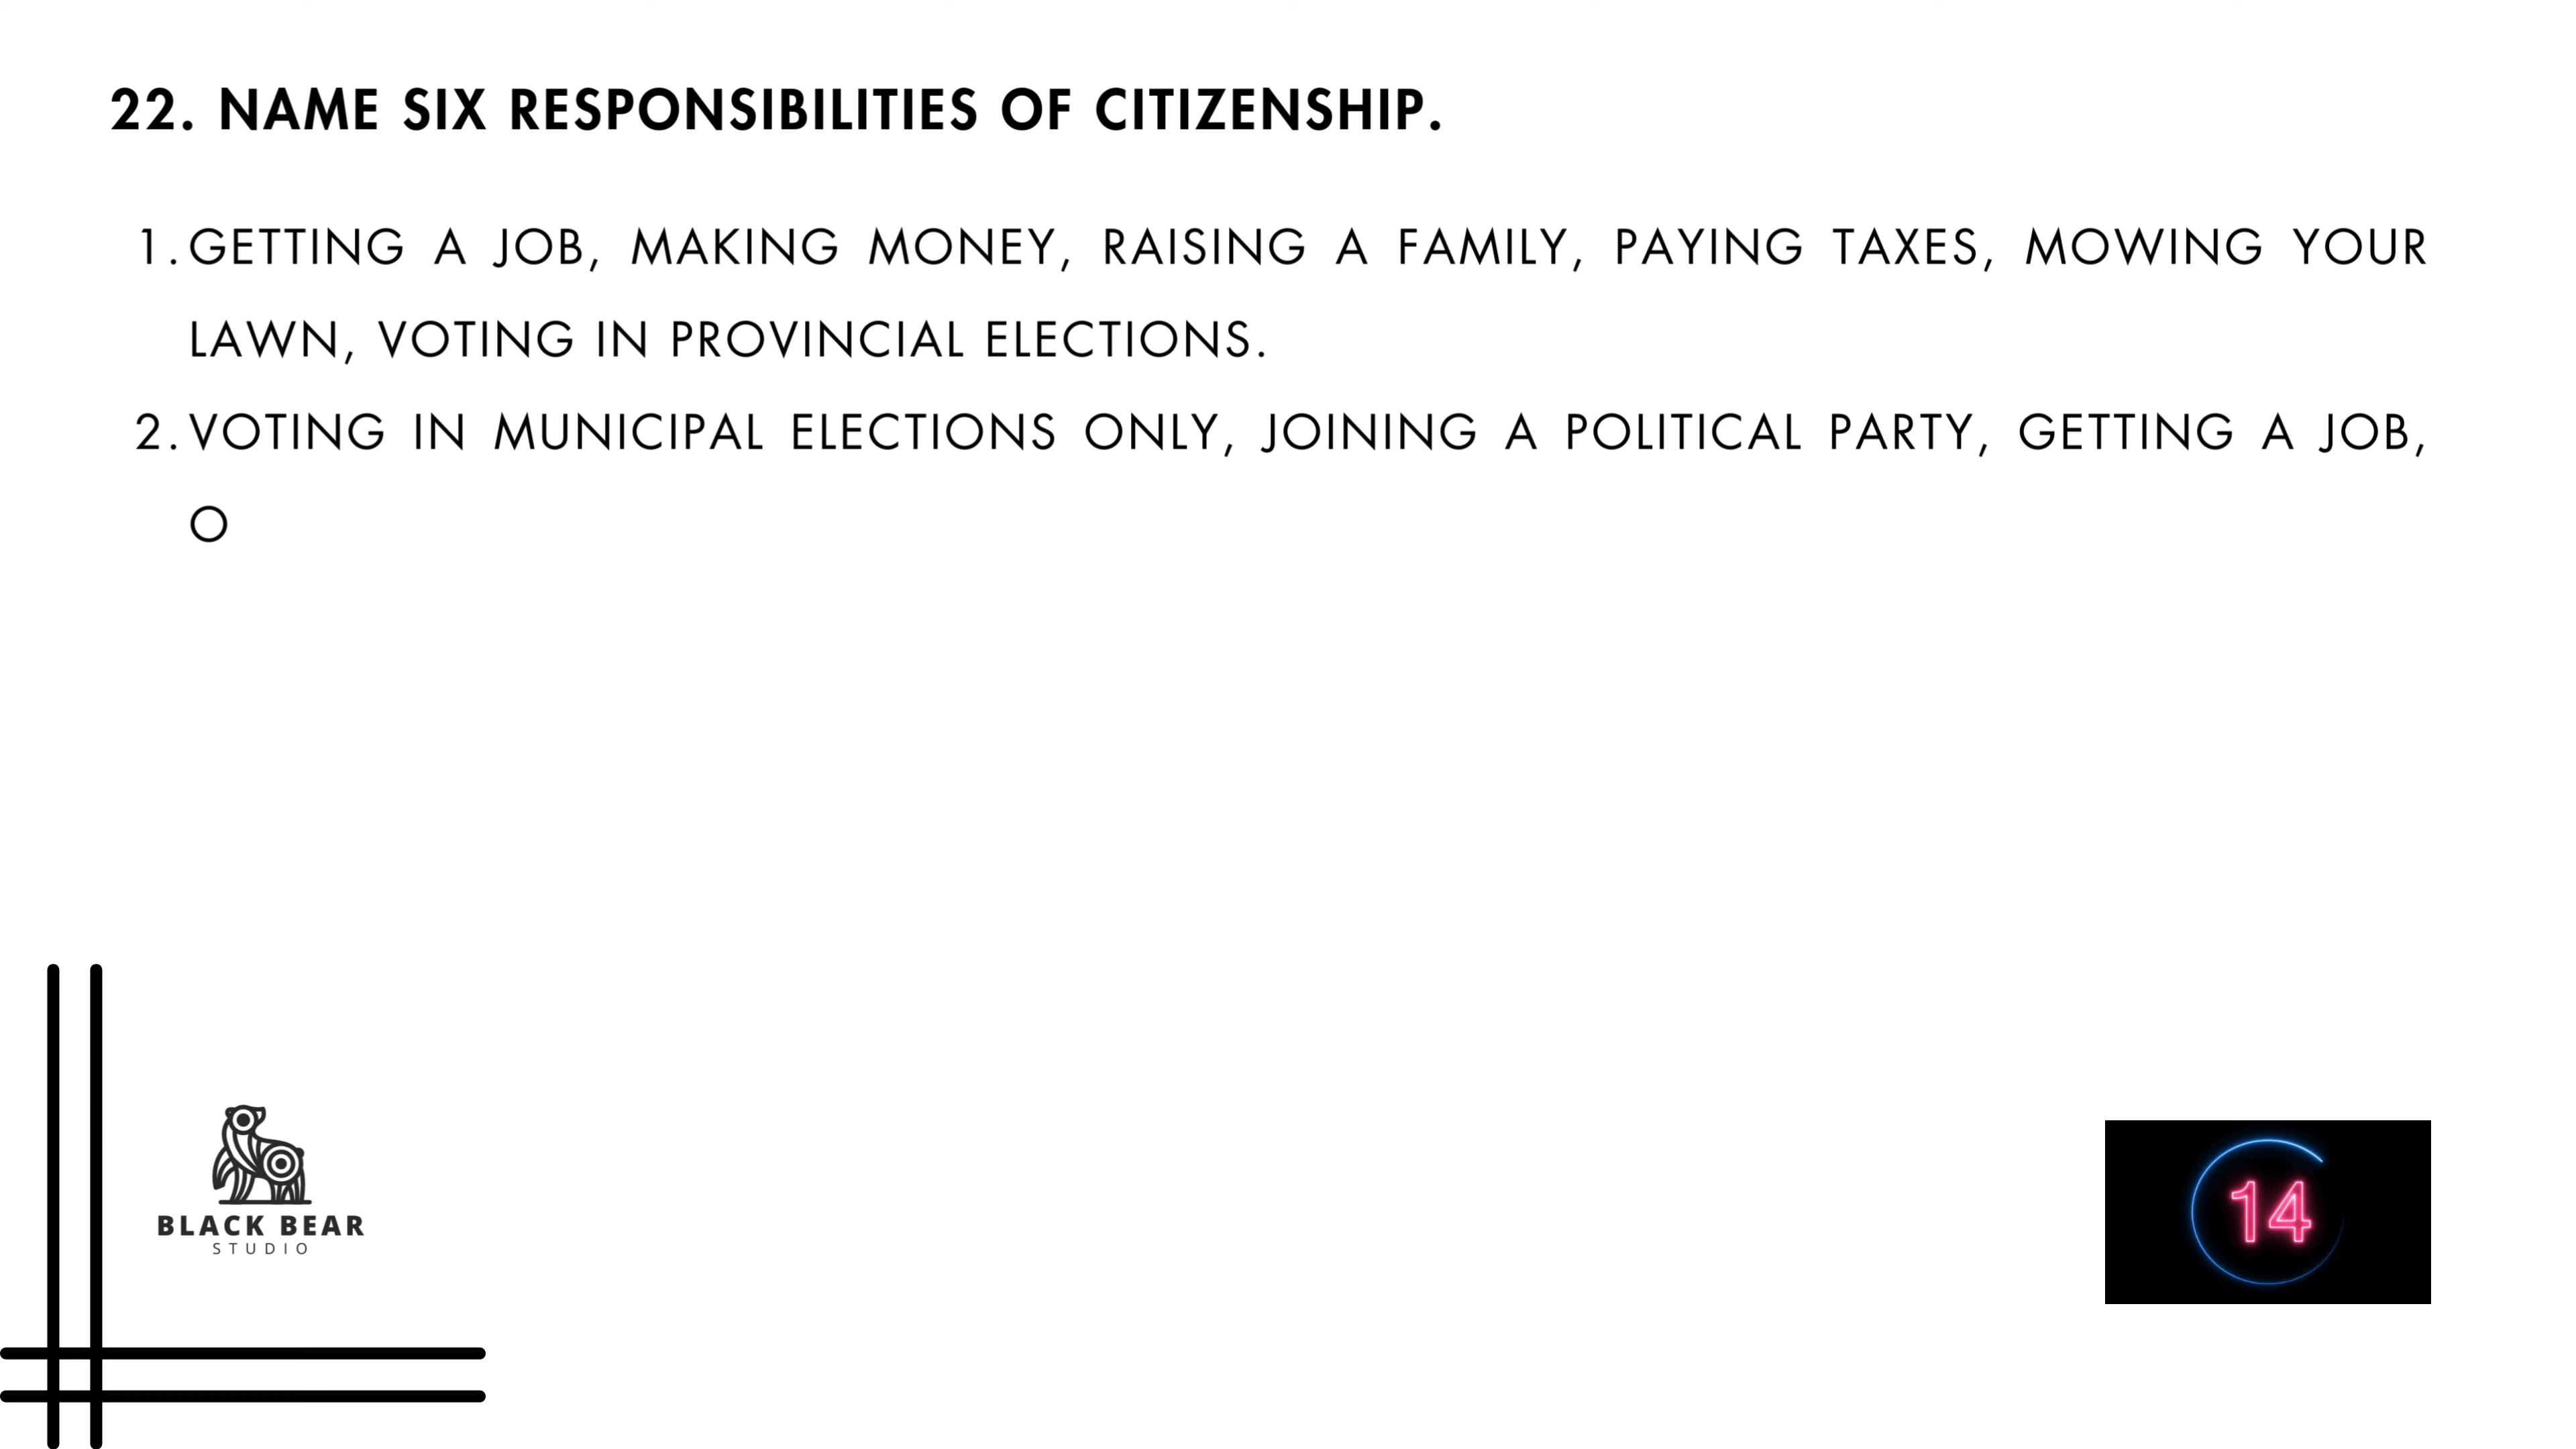 22. NAME SIX RESPONSIBILITIES OF CITIZENSHIP.
1. GETTING A JOB, MAKING MONEY, RAISING A FAMILY, PAYING TAXES, MOWING YOUR
LAWN, VOTING IN PROVINCIAL ELECTIONS.
2. VOTING IN MUNICIPAL ELECTIONS ONLY, JOINING A POLITICAL PARTY, GETTING A JOB,
O
BLACK BEAR
STUDIO
14